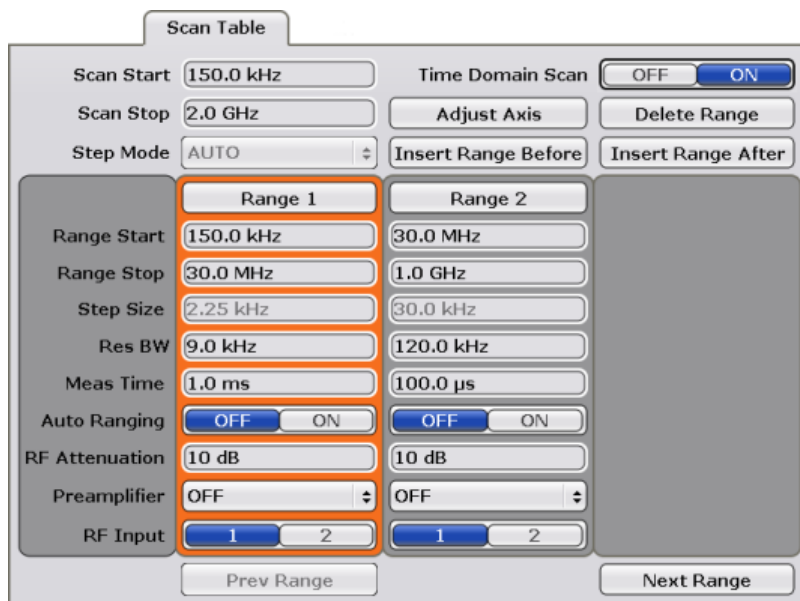 Scan Table
Scan Start 150.0 kHz Time Domain Scan OFF ON
Scan Stop 2.0 GHz Adjust Axis Delete Range
Step Mode AUTO Insert Range Before Insert Range After
Range 1 Range 2
Range Start 150.0 kHz 30.0 MHz
Range Stop 30.0 MHz 1.0 GHz
Step Size 2.25 kHz 30.0 kHz
Res BW 9.0 kHz 120.0 kHz
Meas Time 1.0 ms 100.0 µs
Auto Ranging OFF ON OFF ON
RF Attenuation 10 dB 10 dB
Preamplifier OFF OFF
RF Input 1 2 1 2
Prev Range Next Range